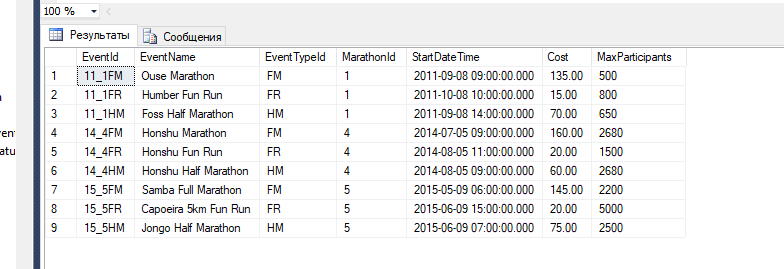 100 %
Результаты Сообщения
EventId EventName EventTypeId MarathonId StartDateTime Cost MaxParticipants
1 11_1FM Ouse Marathon FM 1 2011-09-08 09:00:00.000 135.00 500
2 11_1FR Humber Fun Run FR 1 2011-10-08 10:00:00.000 15.00 800
3 11_1HM Foss Half Marathon HM 1 2011-09-08 14:00:00.000 70.00 650
4 14_4FM Honshu Marathon FM 4 2014-07-05 09:00:00.000 160.00 2680
5 14_4FR Honshu Fun Run FR 4 2014-08-05 11:00:00.000 20.00 1500
6 14_4HM Honshu Half Marathon HM 4 2014-08-05 09:00:00.000 60.00 2680
7 15_5FM Samba Full Marathon FM 5 2015-05-09 06:00:00.000 145.00 2200
8 15_5FR Capoeira 5km Fun Run FR 5 2015-06-09 15:00:00.000 20.00 5000
9 15_5HM Jongo Half Marathon HM 5 2015-06-09 07:00:00.000 75.00 2500